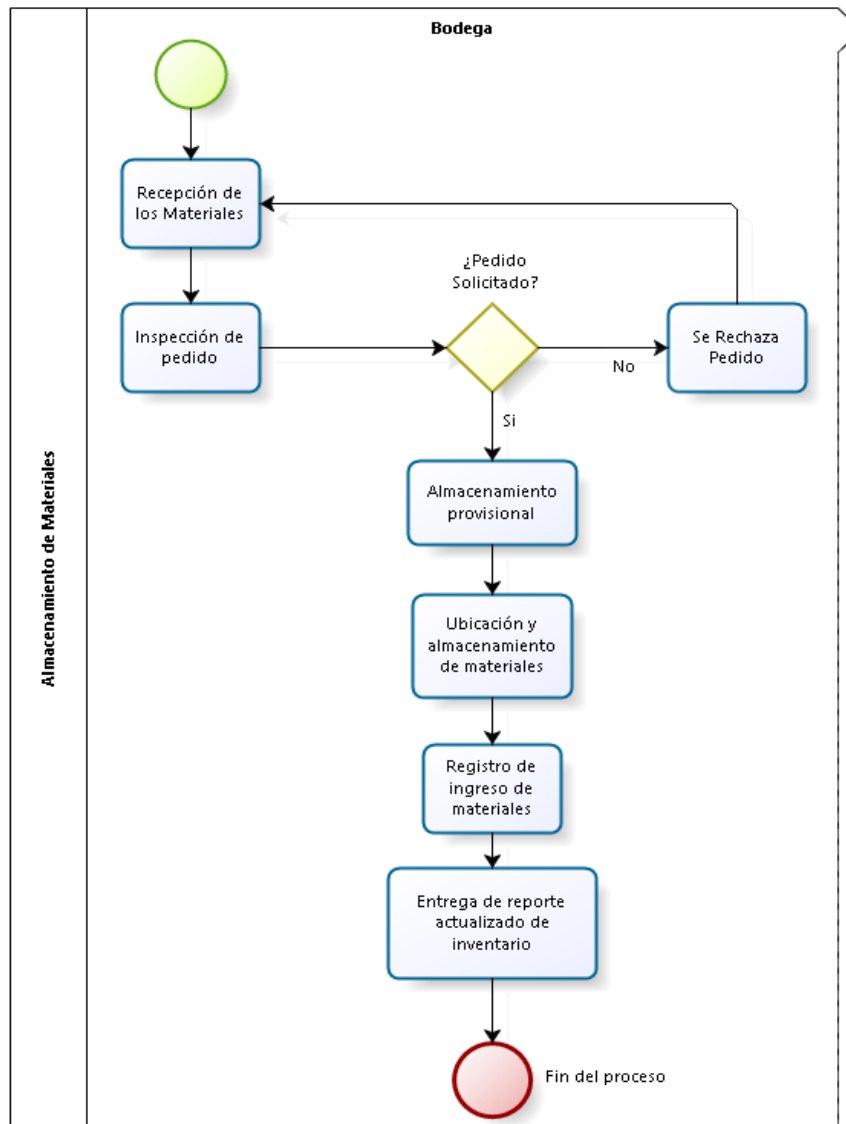 Bodega
Almacenamiento de Materiales
Recepción de
los Materiales
Inspección de
pedido
¿Pedido
Solicitado?
No
Se Rechaza
Pedido
Si
Almacenamiento
provisional
Ubicación y
almacenamiento
de materiales
Registro de
ingreso de
materiales
Entrega de reporte
actualizado de
inventario
Fin del proceso